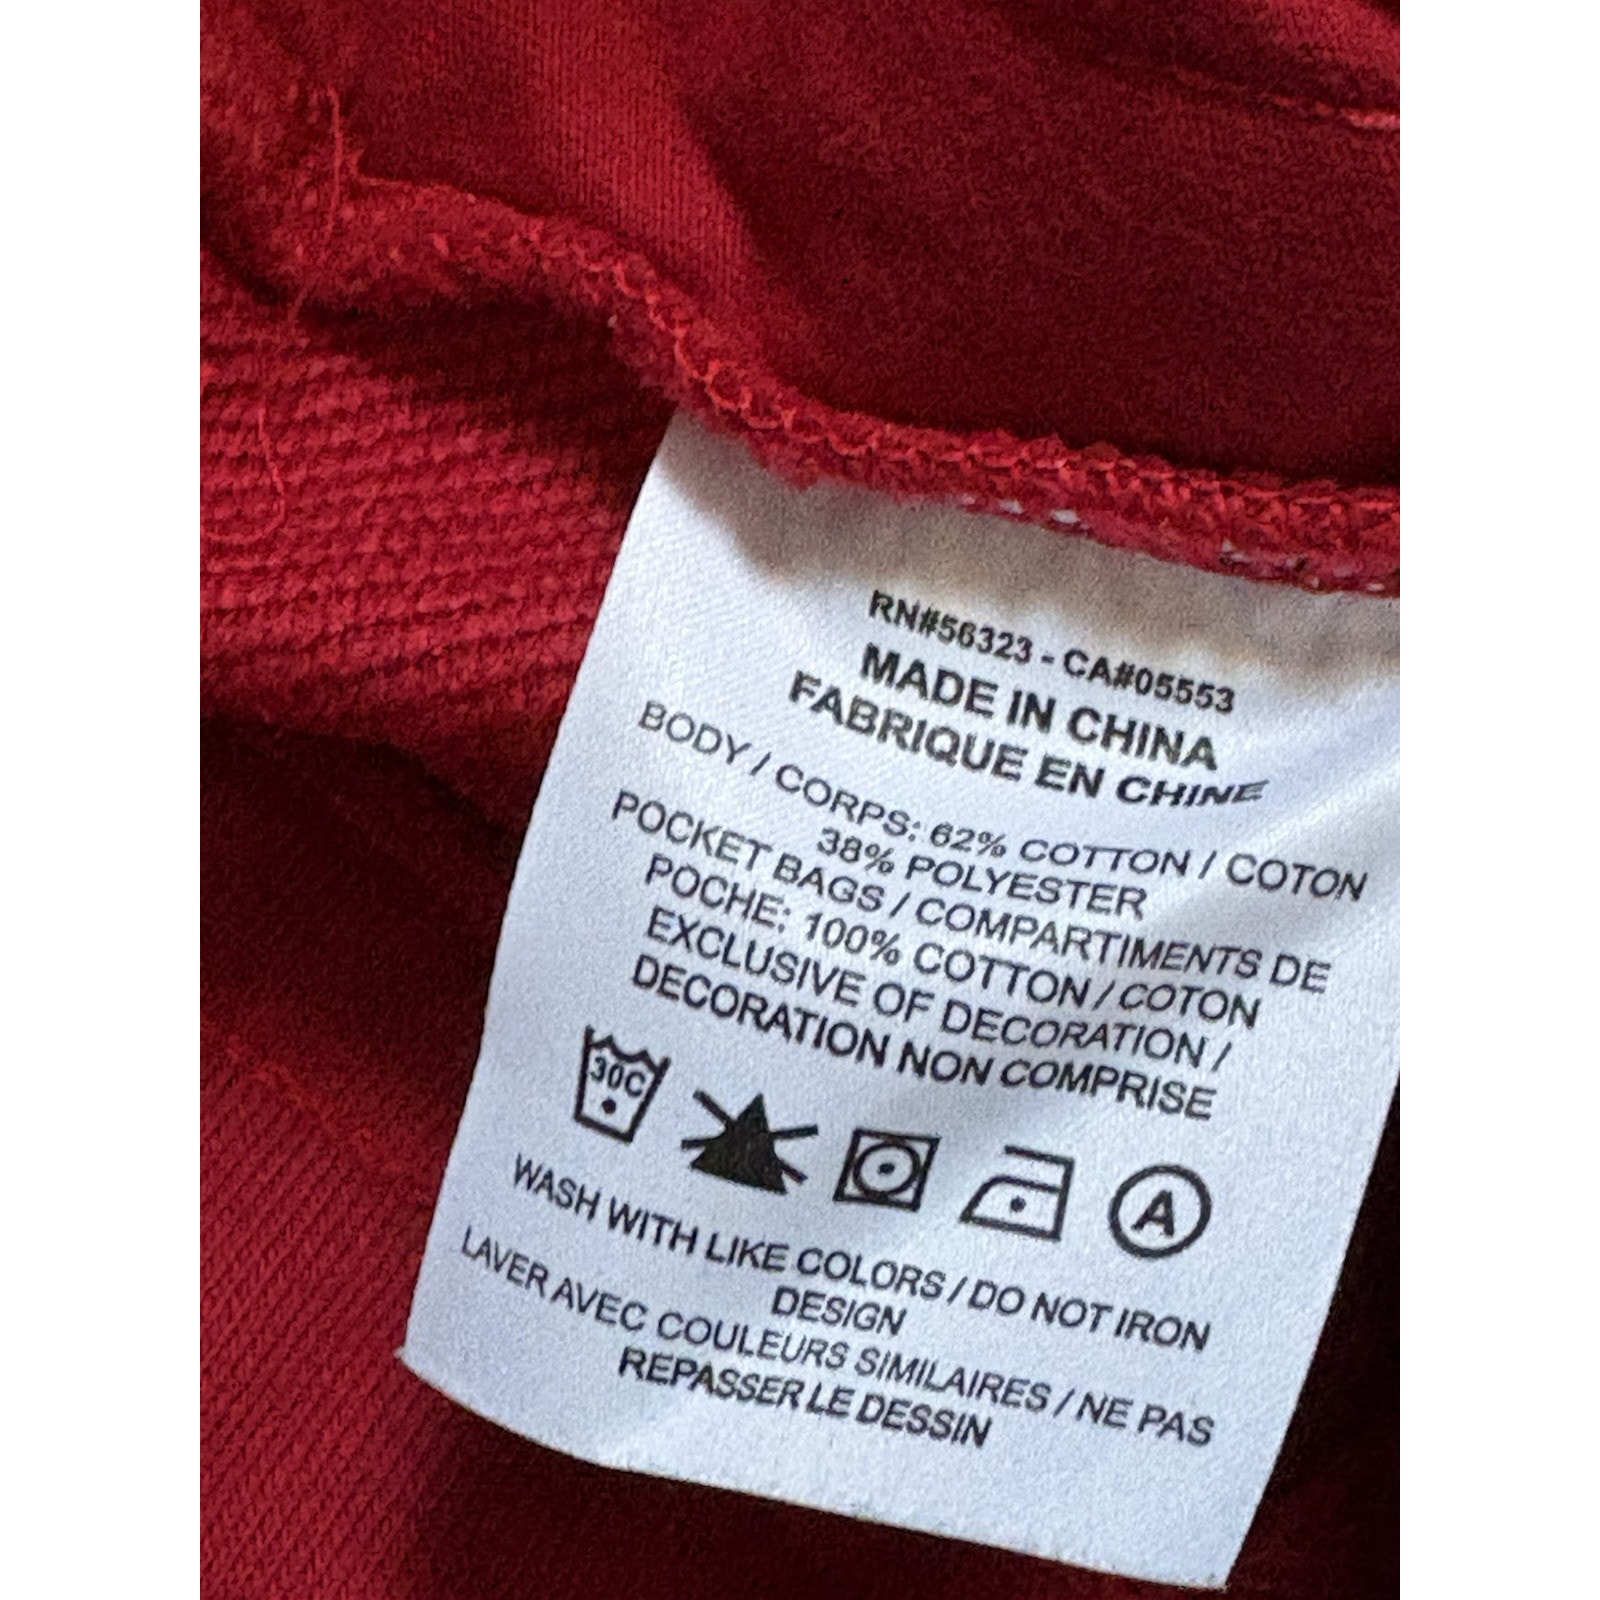 RN#56323 - CA#05553
MADE IN CHINA
FABRIQUE EN CHINE
BODY / CORPS: 62% COTTON / COTON
38% POLYESTER
POCKET BAGS / COMPARTIMENTS DE
POCHE: 100% COTTON / COTON
EXCLUSIVE OF DECORATION /
DECORATION NON COMPRISE
30C
A
WASH WITH LIKE COLORS / DO NOT IRON
DESIGN
LAVER AVEC COULEURS SIMILAIRES / NE PAS
REPASSER LE DESSIN